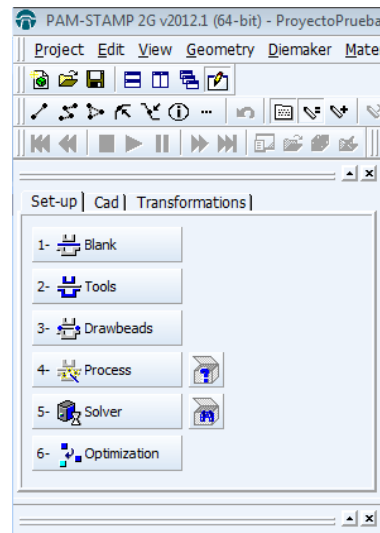 PAM-STAMP 2G v2012.1 (64-bit) - ProyectoPrueba
Project Edit View Geometry Diemaker Mate
Set-up Cad Transformations
1- Blank
2- Tools
3- Drawbeads
4- Process
5- Solver
6- Optimization